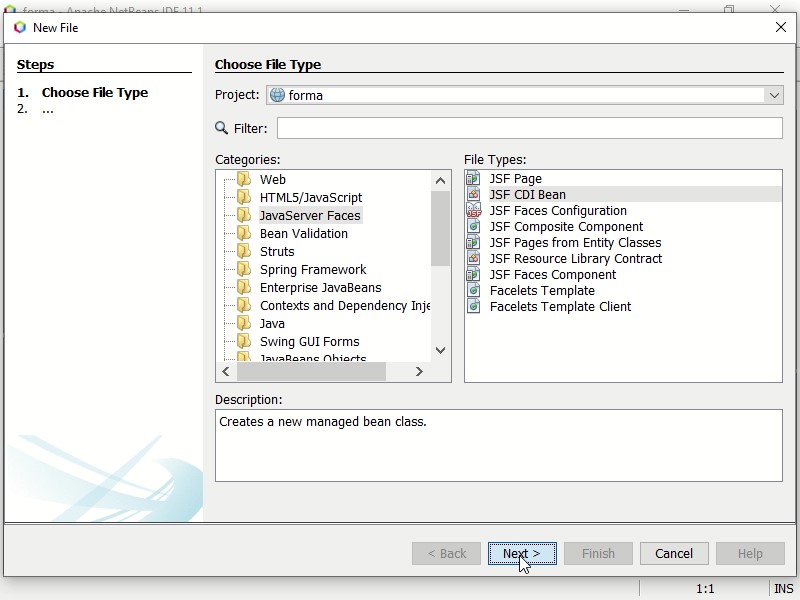 forma - Apache NetBeans IDE 11.1
New File
Steps
1. Choose File Type
2. ...
Choose File Type
Project: forma
Filter:
Categories:
Web
HTML5/JavaScript
JavaServer Faces
Bean Validation
Struts
Spring Framework
Enterprise JavaBeans
Contexts and Dependency Inje
Java
Swing GUI Forms
JavaBeans Objects
File Types:
JSF Page
JSF CDI Bean
JSF Faces Configuration
JSF Composite Component
JSF Pages from Entity Classes
JSF Resource Library Contract
JSF Faces Component
Facelets Template
Facelets Template Client
Description:
Creates a new managed bean class.
< Back
Next >
Finish
Cancel
Help
1:1
INS